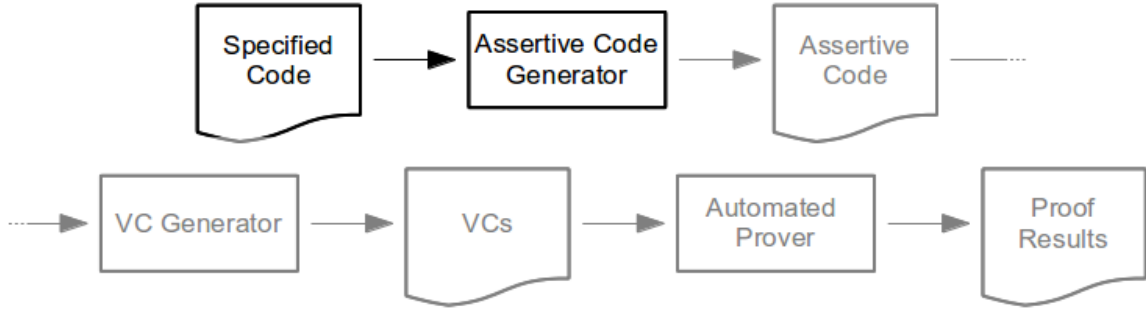 Specified
Code
Assertive Code
Generator
Assertive
Code
VC Generator
VCs
Automated
Prover
Proof
Results